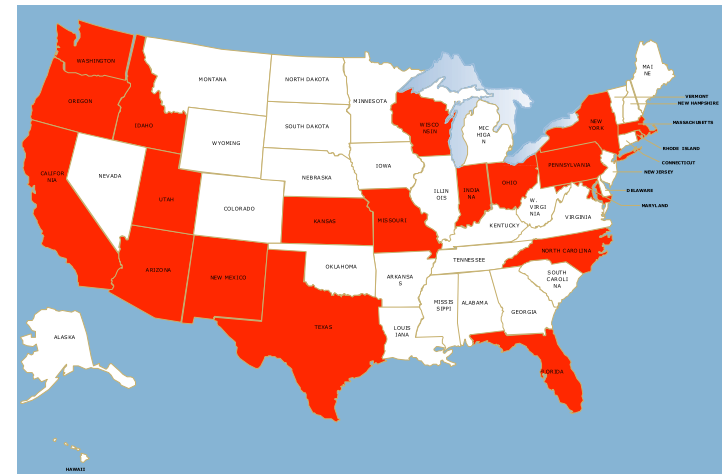 WASHINGTON
OREGON
IDAHO
MONTANA
NORTH DAKOTA
MINNESOTA
SOUTH DAKOTA
WYOMING
WISCO
NSIN
MIC
HIGA
N
MAI
NE
VERMONT
NEW HAMPSHIRE
NEW
YORK
MASSACHUSETTS
RHODE ISLAND
CONNECTICUT
NEW JERSEY
DELAWARE
MARYLAND
PENNSYLVANIA
CALIFOR
NIA
NEVADA
UTAH
COLORADO
NEBRASKA
IOWA
ILLIN
OIS
INDIA
NA
OHIO
W.
VIRGI
NIA
VIRGINIA
KANSAS
MISSOURI
KENTUCKY
NORTH CAROLINA
TENNESSEE
ARIZONA
NEW MEXICO
OKLAHOMA
ARKANSA
S
SOUTH
CAROLI
NA
MISSIS
SIPPI
ALABAMA
GEORGIA
TEXAS
LOUIS
IANA
FLORIDA
ALASKA
HAWAII